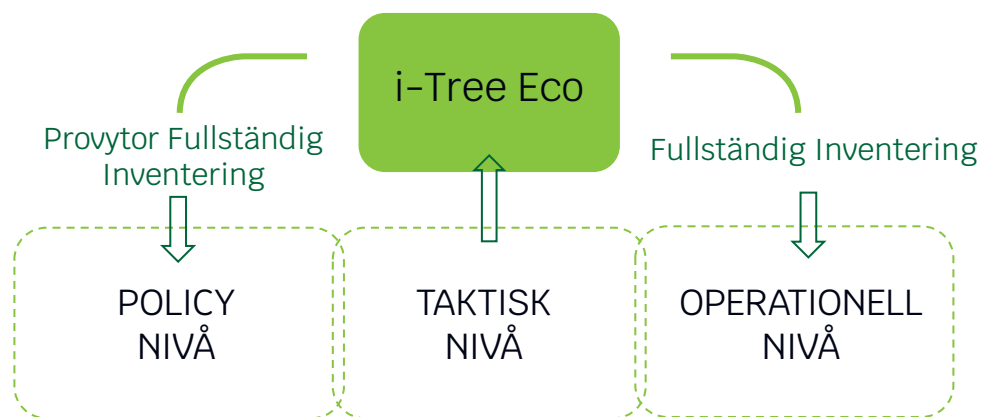 i-Tree Eco
Provytor Fullständig
Inventering
Fullständig Inventering
POLICY
NIVÅ
TAKTISK
NIVÅ
OPERATIONELL
NIVÅ